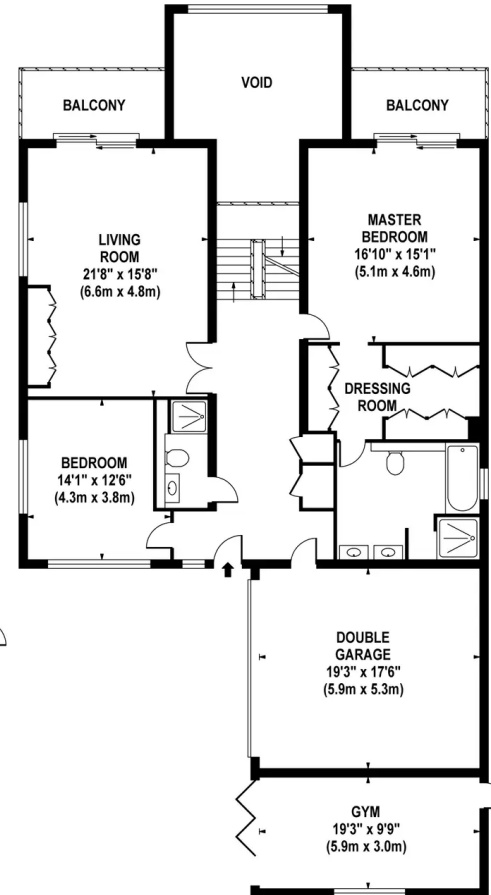 VOID
BALCONY
BALCONY
LIVING
ROOM
21'8" x 15'8"
(6.6m x 4.8m)
MASTER
BEDROOM
16'10" x 15'1"
(5.1m x 4.6m)
DRESSING
ROOM
BEDROOM
14'1" x 12'6"
(4.3m x 3.8m)
DOUBLE
GARAGE
19'3" x 17'6"
(5.9m x 5.3m)
GYM
19'3" x 9'9"
(5.9m x 3.0m)